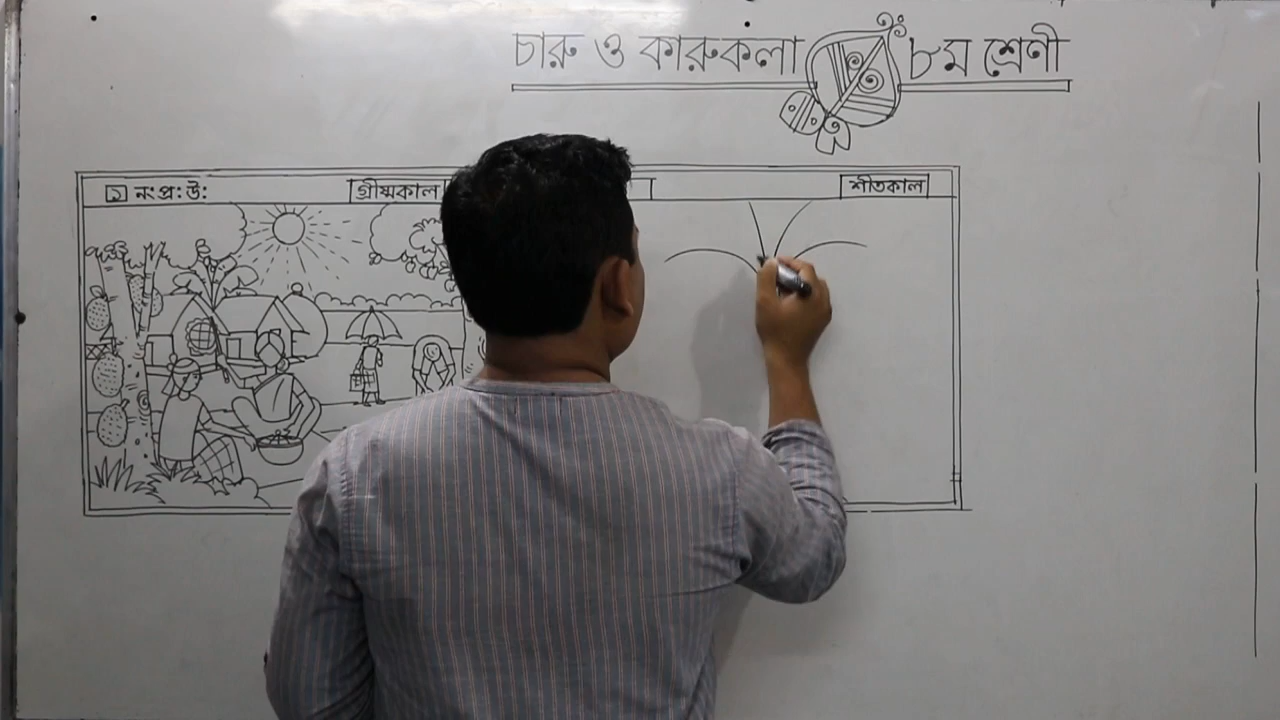 চারু ও কারুকলা ৮ম শ্রেণী
১ নং প্র: উ: গ্রীষ্মকাল শীতকাল